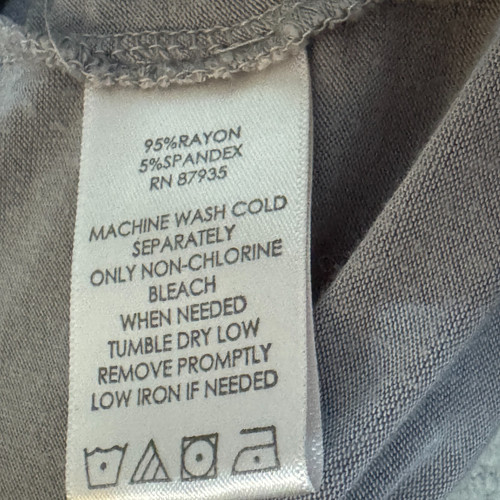 95%RAYON
5%SPANDEX
RN 87935
MACHINE WASH COLD
SEPARATELY
ONLY NON-CHLORINE
BLEACH
WHEN NEEDED
TUMBLE DRY LOW
REMOVE PROMPTLY
LOW IRON IF NEEDED